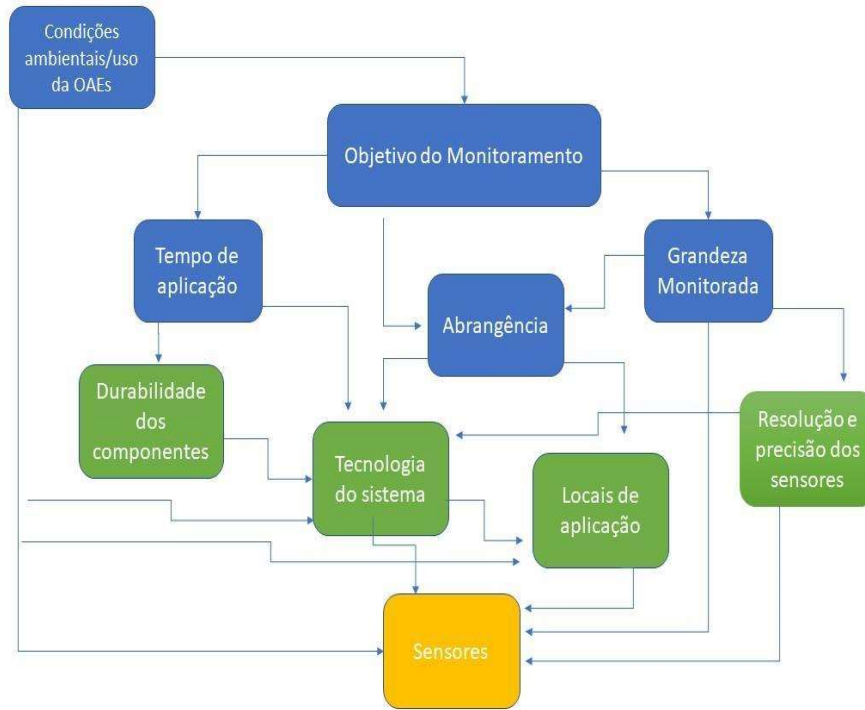 Condições
ambientais/uso
da OAEs
Objetivo do Monitoramento
Tempo de
aplicação
Grandeza
Monitorada
Abrangência
Durabilidade
dos
componentes
Tecnologia
do sistema
Locais de
aplicação
Resolução e
precisão dos
sensores
Sensores